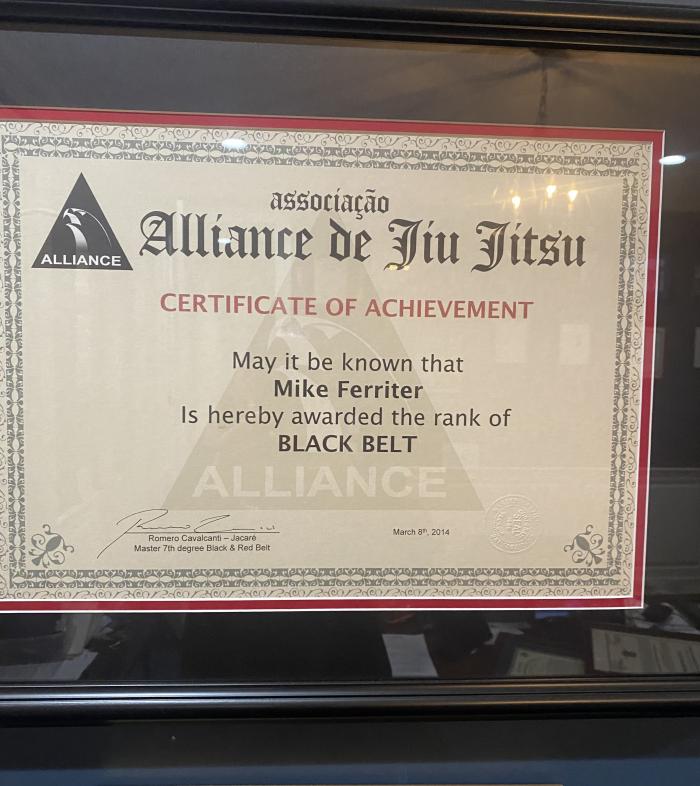 associação
Alliance de Jiu Jitsu
ALLIANCE
CERTIFICATE OF ACHIEVEMENT
May it be known that
Mike Ferriter
Is hereby awarded the rank of
BLACK BELT
ALLIANCE
Romero Cavalcanti – Jacaré
Master 7th degree Black & Red Belt
March 8th, 2014